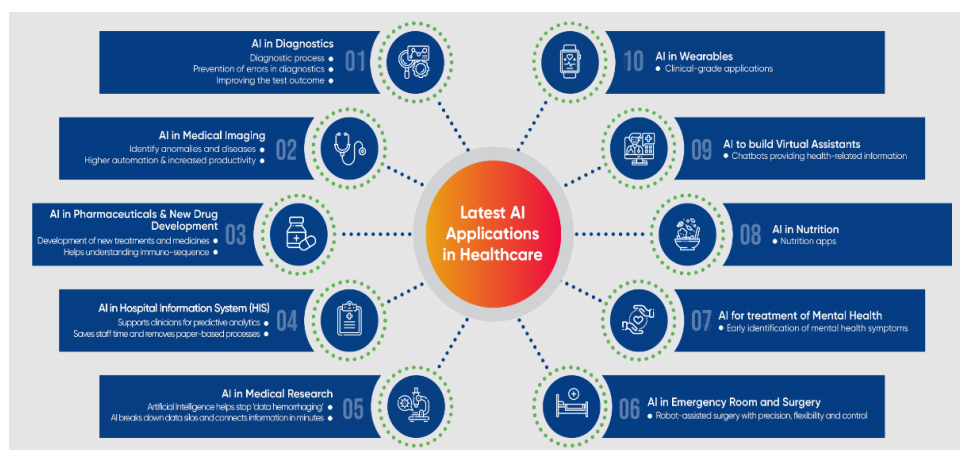 AI in Diagnostics
Diagnostic process
Prevention of errors in diagnostics
Improving the test outcome
01
AI in Medical Imaging
Identify anomalies and diseases
Higher automation & increased productivity
02
AI in Pharmaceuticals & New Drug
Development
Development of new treatments and medicines
Helps understanding immuno-sequence
03
AI in Hospital Information System (HIS)
Supports clinicians for predictive analytics
Saves staff time and removes paper-based processes
04
AI in Medical Research
Artificial Intelligence helps stop 'data hemorrhaging'
AI breaks down data silos and connects information in minutes
05
Latest AI
Applications
in Healthcare
10
AI in Wearables
Clinical-grade applications
09
AI to build Virtual Assistants
Chatbots providing health-related information
08
AI in Nutrition
Nutrition apps
07
AI for treatment of Mental Health
Early identification of mental health symptoms
06
AI in Emergency Room and Surgery
Robot-assisted surgery with precision, flexibility and control